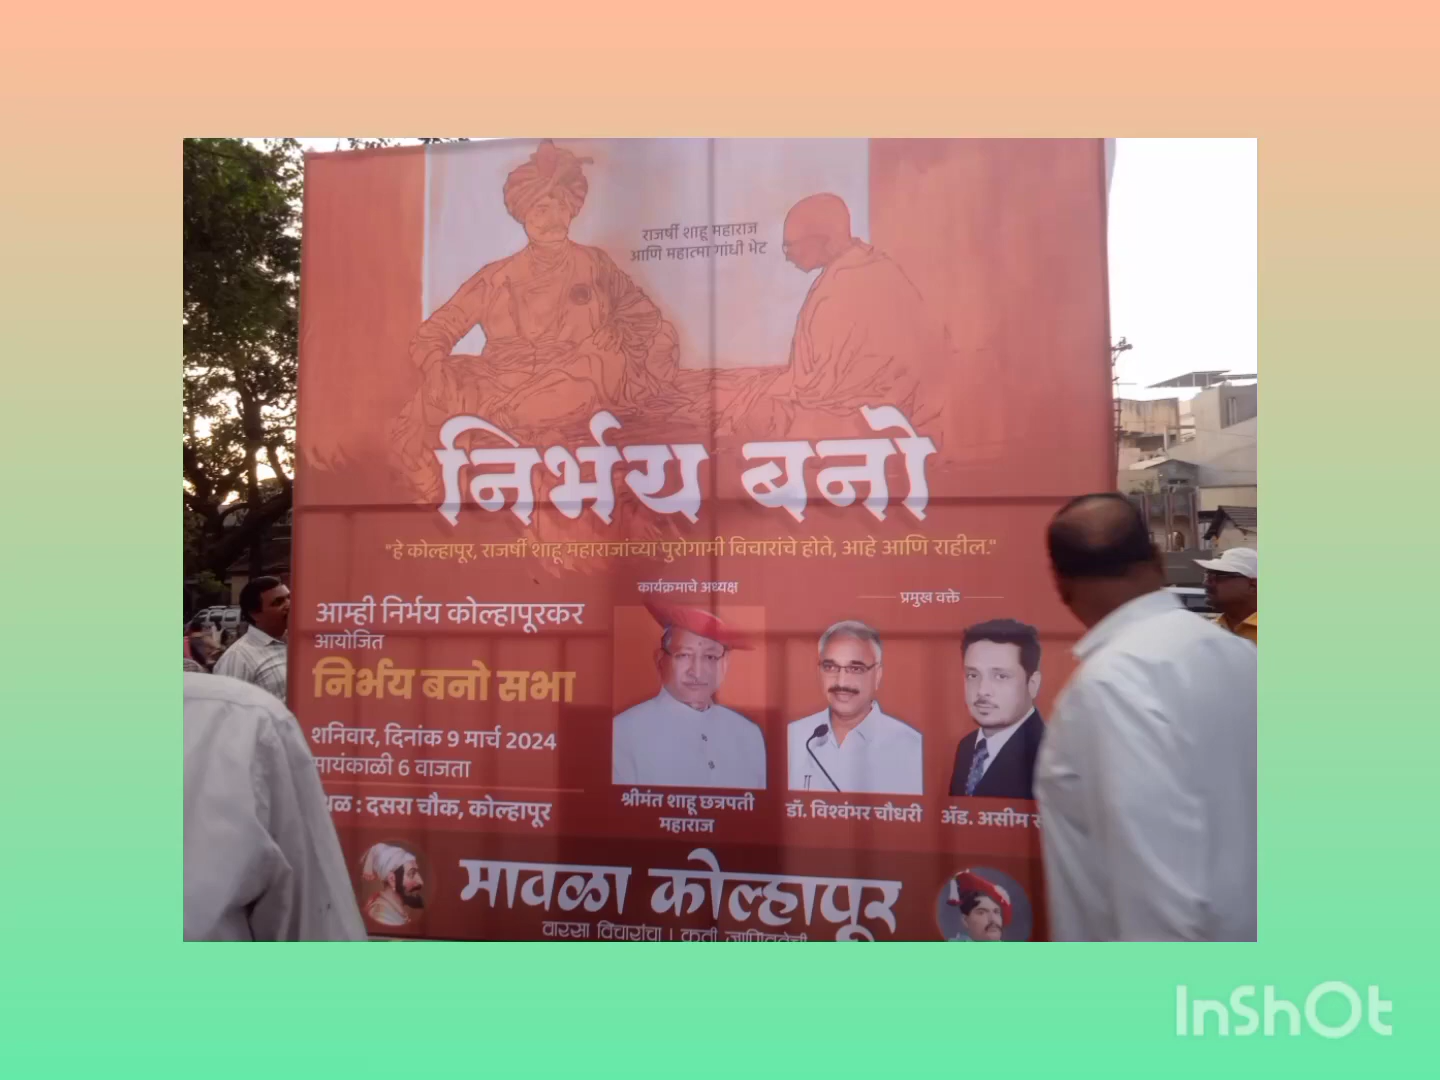 राजर्षी शाहू महाराज
आणि महात्मा गांधी भेट
निर्भय बनो
"हे कोल्हापूर, राजर्षी शाहू महाराजांच्या पुरोगामी विचारांचे होते, आहे आणि राहील."
आम्ही निर्भय कोल्हापूरकर
आयोजित
निर्भय बनो सभा
शनिवार, दिनांक 9 मार्च 2024
सायंकाळी 6 वाजता
स्थळ : दसरा चौक, कोल्हापूर
कार्यक्रमाचे अध्यक्ष
श्रीमंत शाहू छत्रपती
महाराज
प्रमुख वक्ते
डॉ. विश्वंभर चौधरी
ॲड. असीम
मावळा कोल्हापूर
वारसा विचारांचा |
InShOt